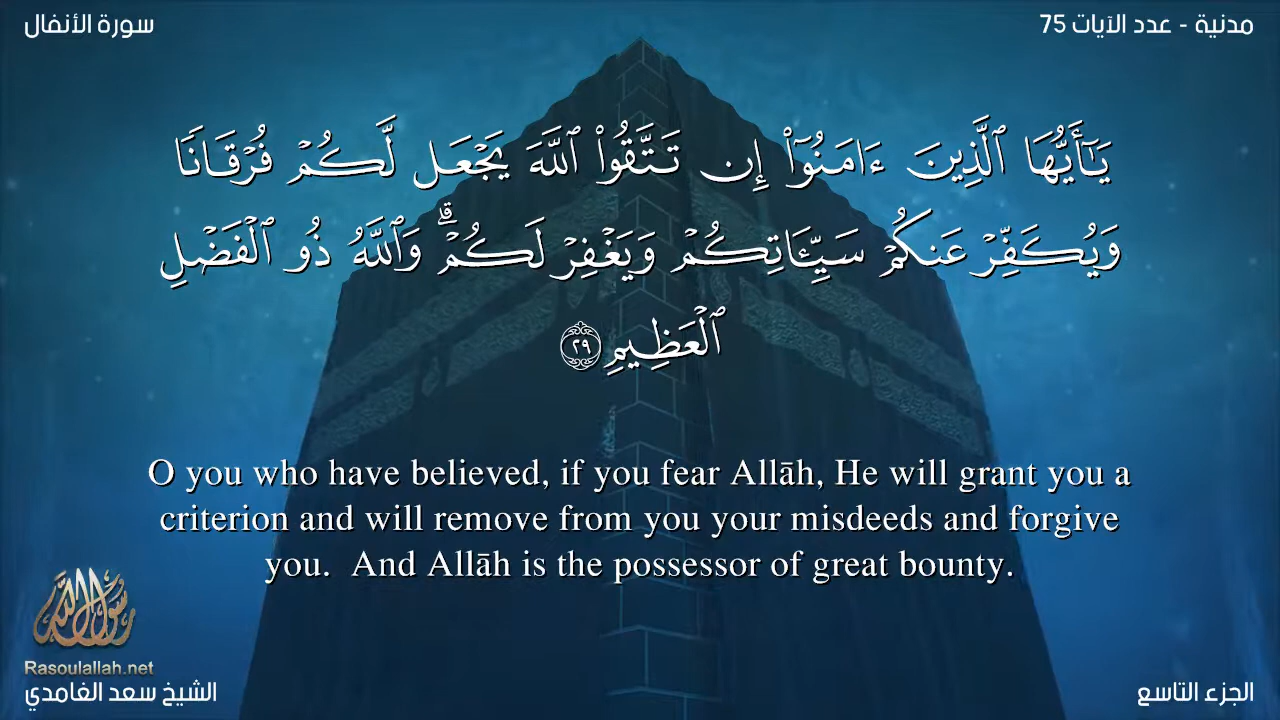 مدنية - عدد الآيات 75
سورة الأنفال
يَـٰٓأَيُّهَا ٱلَّذِينَ ءَامَنُوٓا۟ إِن تَتَّقُوا۟ ٱللَّهَ يَجْعَل لَّكُمْ فُرْقَانًا
وَيُكَفِّرْ عَنكُمْ سَيِّـَٔاتِكُمْ وَيَغْفِرْ لَكُمْ ۗ وَٱللَّهُ ذُو ٱلْفَضْلِ
ٱلْعَظِيمِ ٢٩
O you who have believed, if you fear Allāh, He will grant you a
criterion and will remove from you your misdeeds and forgive
you. And Allāh is the possessor of great bounty.
رسول الله
Rasoulallah.net
الشيخ سعد الغامدي
الجزء التاسع